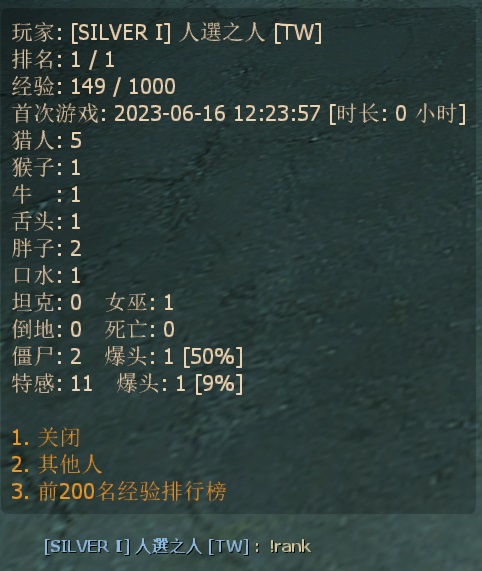 玩家: [SILVER I] 人選之人 [TW]
排名: 1 / 1
经验: 149 / 1000
首次游戏: 2023-06-16 12:23:57 [时长: 0 小时]
猎人: 5
猴子: 1
牛　: 1
舌头: 1
胖子: 2
口水: 1
坦克: 0 女巫: 1
倒地: 0 死亡: 0
僵尸: 2 爆头: 1 [50%]
特感: 11 爆头: 1 [9%]
1. 关闭
2. 其他人
3. 前200名经验排行榜
[SILVER I] 人選之人 [TW] : !rank